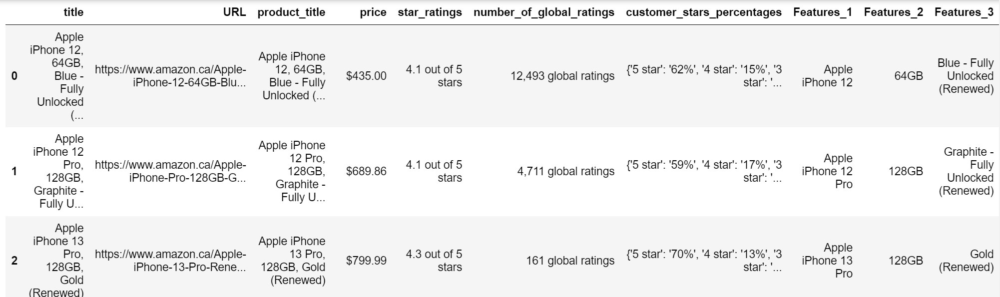 title URL product_title price star_ratings number_of_global_ratings customer_stars_percentages Features_1 Features_2 Features_3
0
Apple
iPhone 12,
64GB,
Blue -
Fully
Unlocked
(...
https://www.amazon.ca/Apple-
iPhone-12-64GB-Blu...
Apple iPhone
12, 64GB,
Blue - Fully
Unlocked (...
$435.00
4.1 out of 5
stars
12,493 global ratings
{'5 star': '62%', '4 star': '15%', '3
star': '...
Apple
iPhone 12
64GB
Blue - Fully
Unlocked
(Renewed)
1
Apple
iPhone 12
Pro,
128GB,
Graphite -
Fully U...
https://www.amazon.ca/Apple-
iPhone-Pro-128GB-G...
Apple iPhone
12 Pro,
128GB,
Graphite -
Fully U...
$689.86
4.1 out of 5
stars
4,711 global ratings
{'5 star': '59%', '4 star': '17%', '3
star': '...
Apple
iPhone 12
Pro
128GB
Graphite -
Fully
Unlocked
(Renewed)
2
Apple
iPhone 13
Pro,
128GB,
Gold
(Renewed)
https://www.amazon.ca/Apple-
iPhone-13-Pro-Rene...
Apple iPhone
13 Pro,
128GB, Gold
(Renewed)
$799.99
4.3 out of 5
stars
161 global ratings
{'5 star': '70%', '4 star': '13%', '3
star': '...
Apple
iPhone 13
Pro
128GB
Gold
(Renewed)